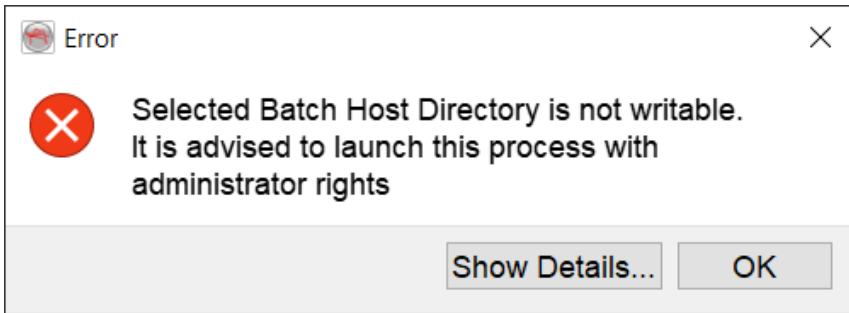 Error
Selected Batch Host Directory is not writable.
It is advised to launch this process with
administrator rights
Show Details... OK